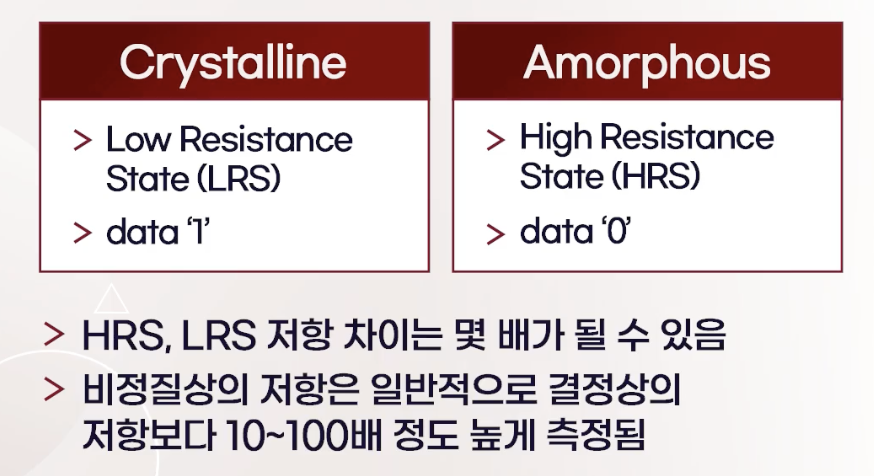 Crystalline
> Low Resistance
State (LRS)
> data ‘1’
Amorphous
> High Resistance
State (HRS)
> data ‘0’
> HRS, LRS 저항 차이는 몇 배가 될 수 있음
> 비정질상의 저항은 일반적으로 결정상의
저항보다 10~100배 정도 높게 측정됨